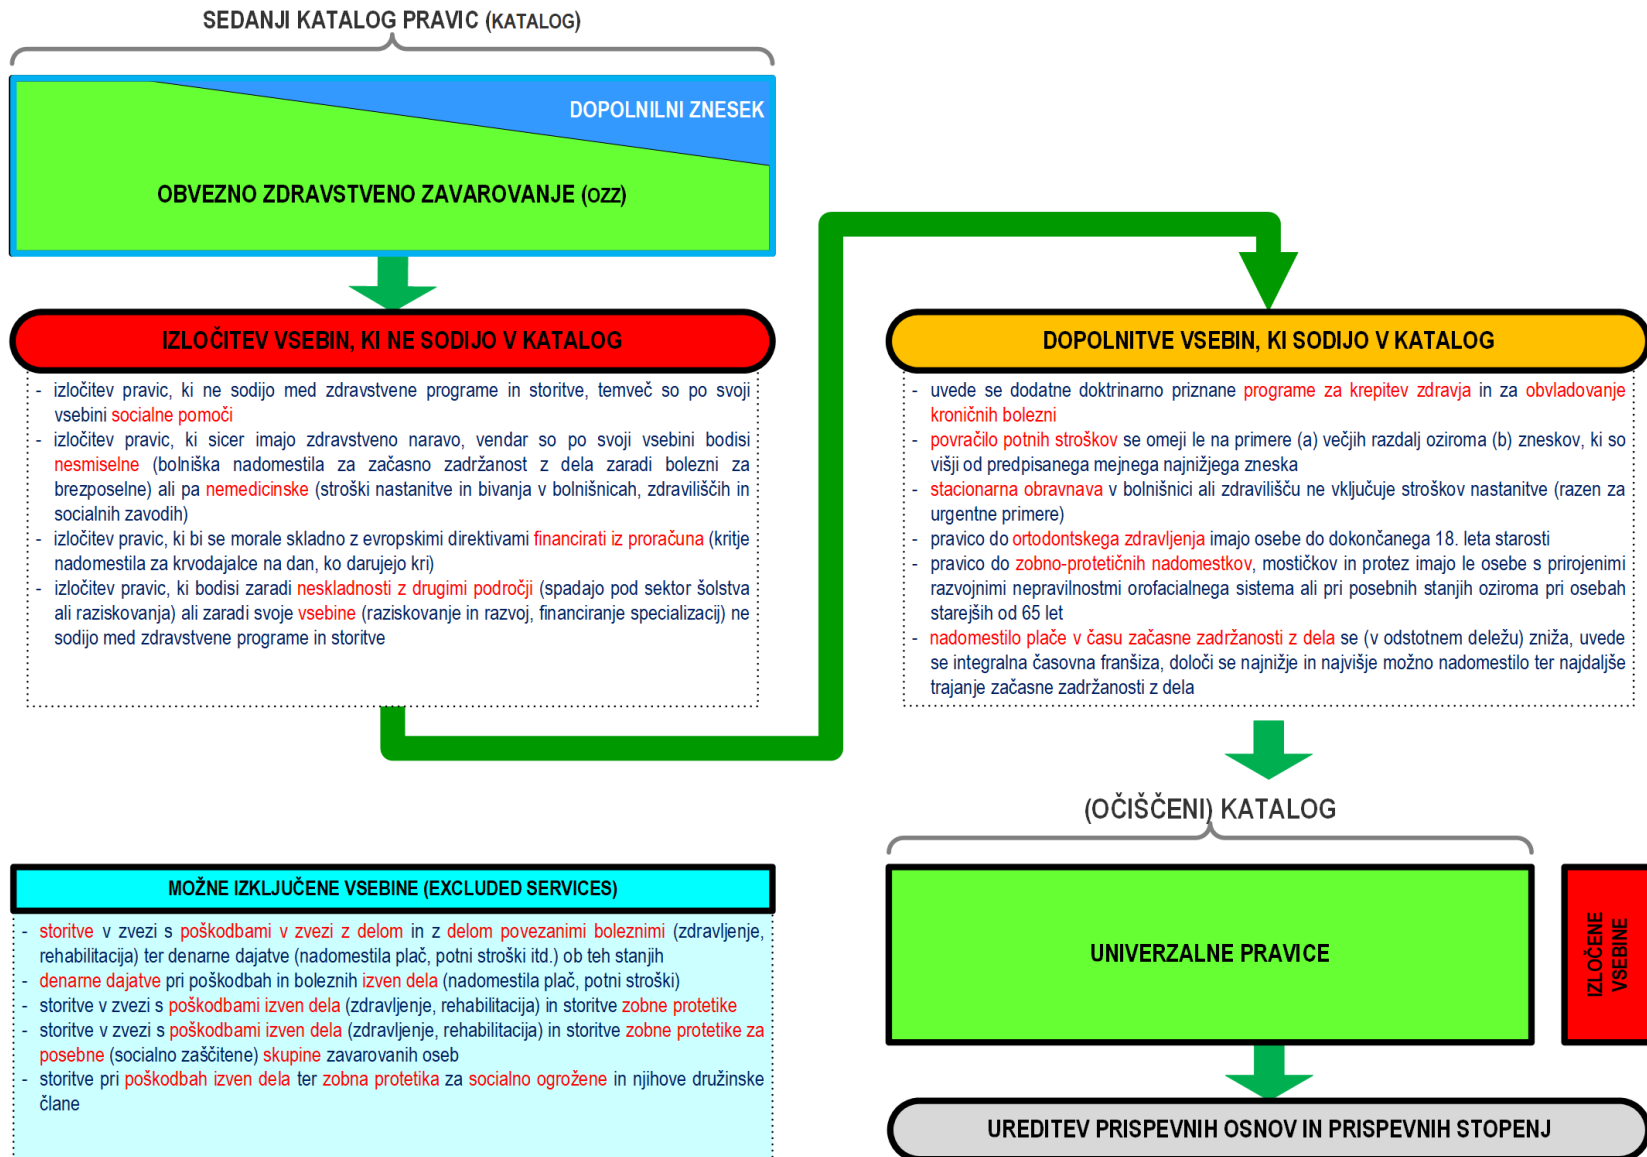 SEDANJI KATALOG PRAVIC (KATALOG)
DOPOLNILNI ZNESEK
OBVEZNO ZDRAVSTVENO ZAVAROVANJE (OZZ)
IZLOČITEV VSEBIN, KI NE SODIJO V KATALOG
- izločitev pravic, ki ne sodijo med zdravstvene programe in storitve, temveč so po svoji
vsebini socialne pomoči
- izločitev pravic, ki sicer imajo zdravstveno naravo, vendar so po svoji vsebini bodisi
nesmiselne (bolniška nadomestila za začasno zadržanost z dela zaradi bolezni za
brezposelne) ali pa nemedicinske (stroški nastanitve in bivanja v bolnišnicah, zdraviliščih in
socialnih zavodih)
- izločitev pravic, ki bi se morale skladno z evropskimi direktivami financirati iz proračuna (kritje
nadomestila za krvodajalce na dan, ko darujejo kri)
- izločitev pravic, ki bodisi zaradi neskladnosti z drugimi področji (spadajo pod sektor šolstva
ali raziskovanja) ali zaradi svoje vsebine (raziskovanje in razvoj, financiranje specializacij) ne
sodijo med zdravstvene programe in storitve
DOPOLNITVE VSEBIN, KI SODIJO V KATALOG
- uvede se dodatne doktrinarno priznane programe za krepitev zdravja in za obvladovanje
kroničnih bolezni
- povračilo potnih stroškov se omeji le na primere (a) večjih razdalj oziroma (b) zneskov, ki so
višji od predpisanega mejnega najnižjega zneska
- stacionarna obravnava v bolnišnici ali zdravilišču ne vključuje stroškov nastanitve (razen za
urgentne primere)
- pravico do ortodontskega zdravljenja imajo osebe do dokončanega 18. leta starosti
- pravico do zobno-protetičnih nadomestkov, mostičkov in protez imajo le osebe s prirojenimi
razvojnimi nepravilnostmi orofacialnega sistema ali pri posebnih stanjih oziroma pri osebah
starejših od 65 let
- nadomestilo plače v času začasne zadržanosti z dela se (v odstotnem deležu) zniža, uvede
se integralna časovna franšiza, določi se najnižje in najvišje možno nadomestilo ter najdaljše
trajanje začasne zadržanosti z dela
(OČIŠČENI) KATALOG
UNIVERZALNE PRAVICE
IZLOČENE
VSEBINE
UREDITEV PRISPEVNIH OSNOV IN PRISPEVNIH STOPENJ
MOŽNE IZKLJUČENE VSEBINE (EXCLUDED SERVICES)
- storitve v zvezi s poškodbami v zvezi z delom in z delom povezanimi boleznimi (zdravljenje,
rehabilitacija) ter denarne dajatve (nadomestila plač, potni stroški itd.) ob teh stanjih
- denarne dajatve pri poškodbah in boleznih izven dela (nadomestila plač, potni stroški)
- storitve v zvezi s poškodbami izven dela (zdravljenje, rehabilitacija) in storitve zobne protetike
- storitve v zvezi s poškodbami izven dela (zdravljenje, rehabilitacija) in storitve zobne protetike za
posebne (socialno zaščitene) skupine zavarovanih oseb
- storitve pri poškodbah izven dela ter zobna protetika za socialno ogrožene in njihove družinske
člane